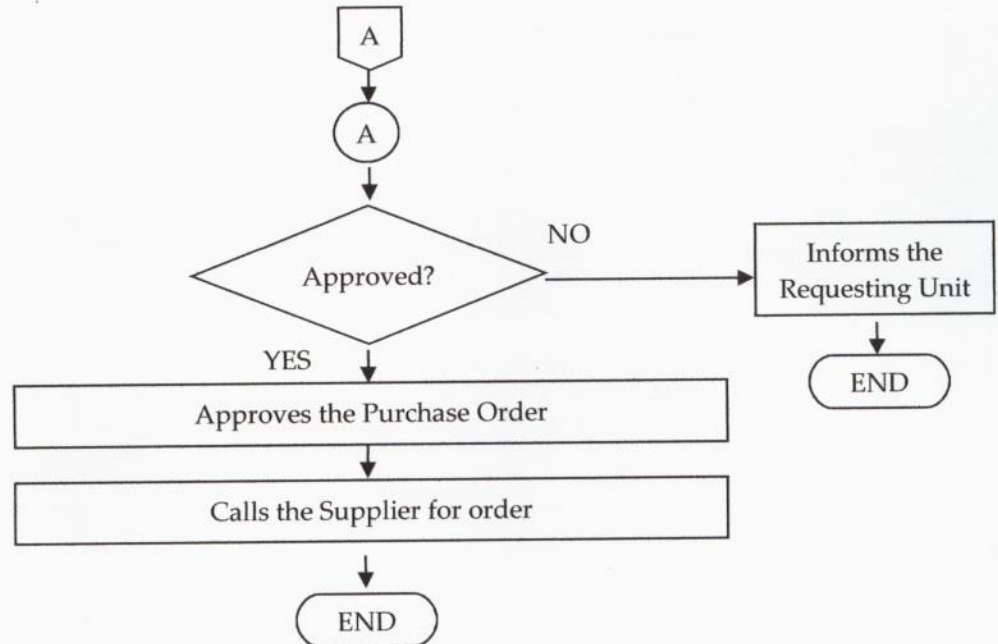 A
A
Approved?
NO
Informs the
Requesting Unit
END
YES
Approves the Purchase Order
Calls the Supplier for order
END